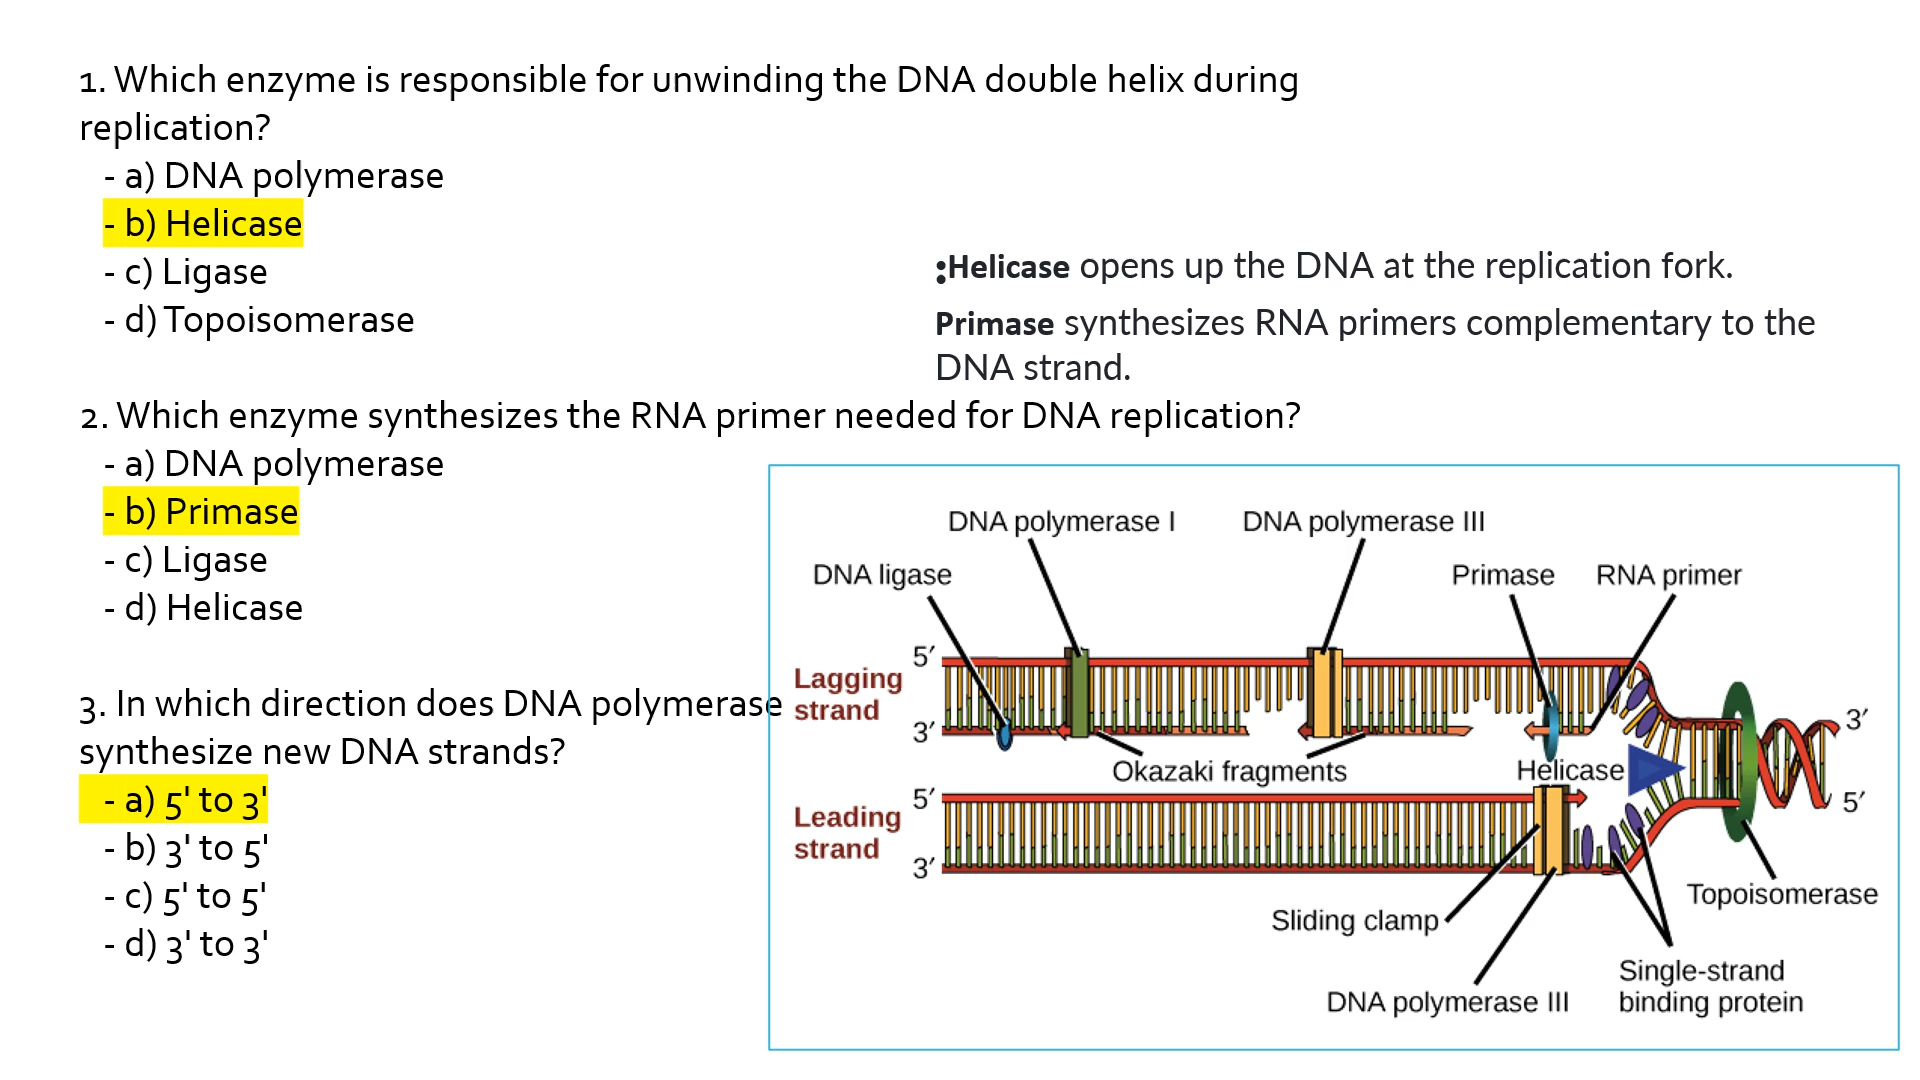 1. Which enzyme is responsible for unwinding the DNA double helix during
replication?
- a) DNA polymerase
- b) Helicase
- c) Ligase
- d) Topoisomerase
:Helicase opens up the DNA at the replication fork.
Primase synthesizes RNA primers complementary to the
DNA strand.
2. Which enzyme synthesizes the RNA primer needed for DNA replication?
- a) DNA polymerase
- b) Primase
- c) Ligase
- d) Helicase
3. In which direction does DNA polymerase
synthesize new DNA strands?
- a) 5' to 3'
- b) 3' to 5'
- c) 5' to 5'
- d) 3' to 3'
DNA polymerase I
DNA polymerase III
DNA ligase
Primase
RNA primer
5′
Lagging
strand
3′
3′
Okazaki fragments
Helicase
5′
5′
Leading
strand
3′
Topoisomerase
Sliding clamp
Single-strand
binding protein
DNA polymerase III